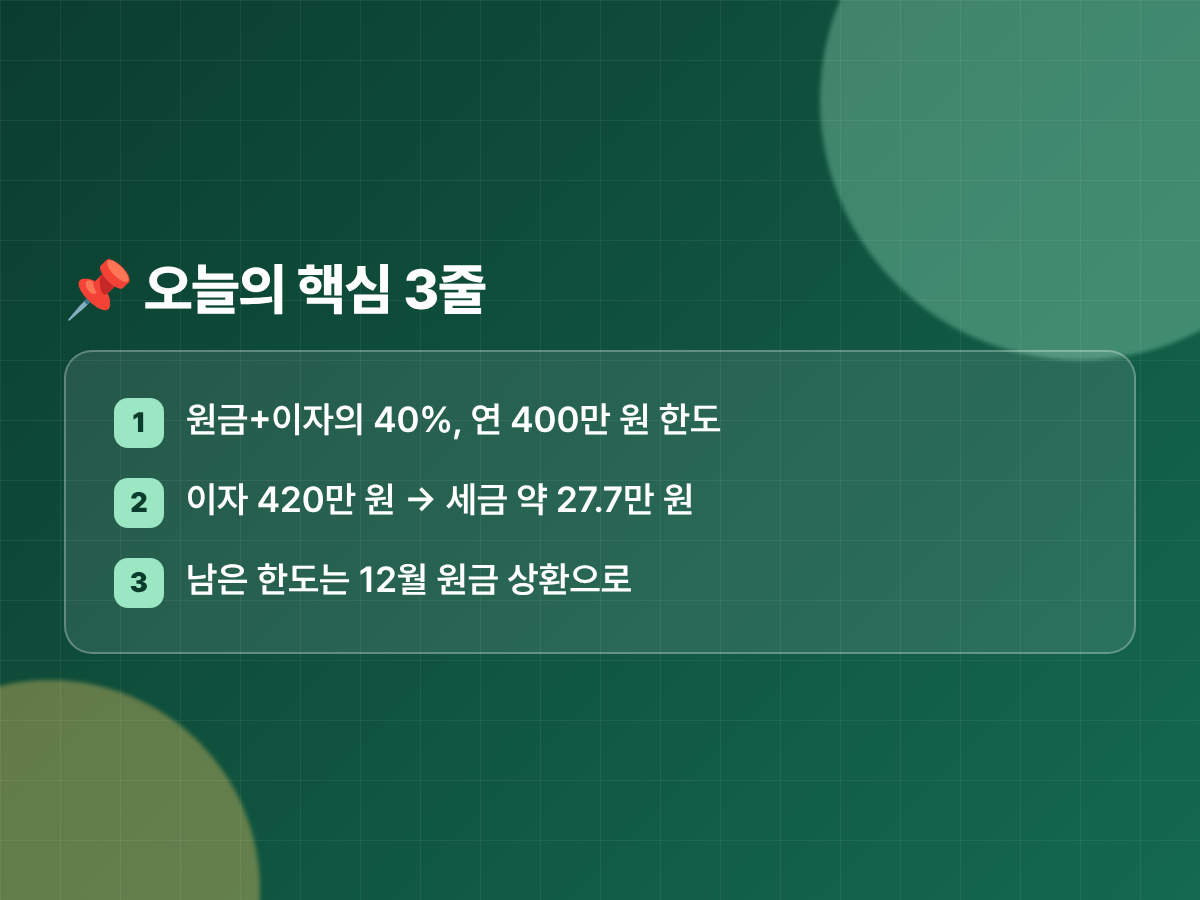 📌 오늘의 핵심 3줄
1 원금+이자의 40%, 연 400만 원 한도
2 이자 420만 원 → 세금 약 27.7만 원
3 남은 한도는 12월 원금 상환으로